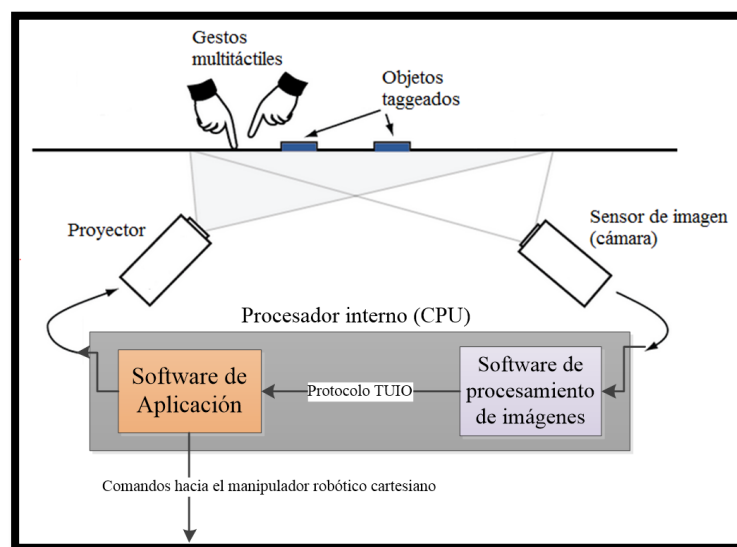 Gestos
multitáctiles
Objetos
taggeados
Proyector
Sensor de imagen
(cámara)
Procesador interno (CPU)
Software de
Aplicación
Protocolo TUIO
Software de
procesamiento
de imágenes
Comandos hacia el manipulador robótico cartesiano